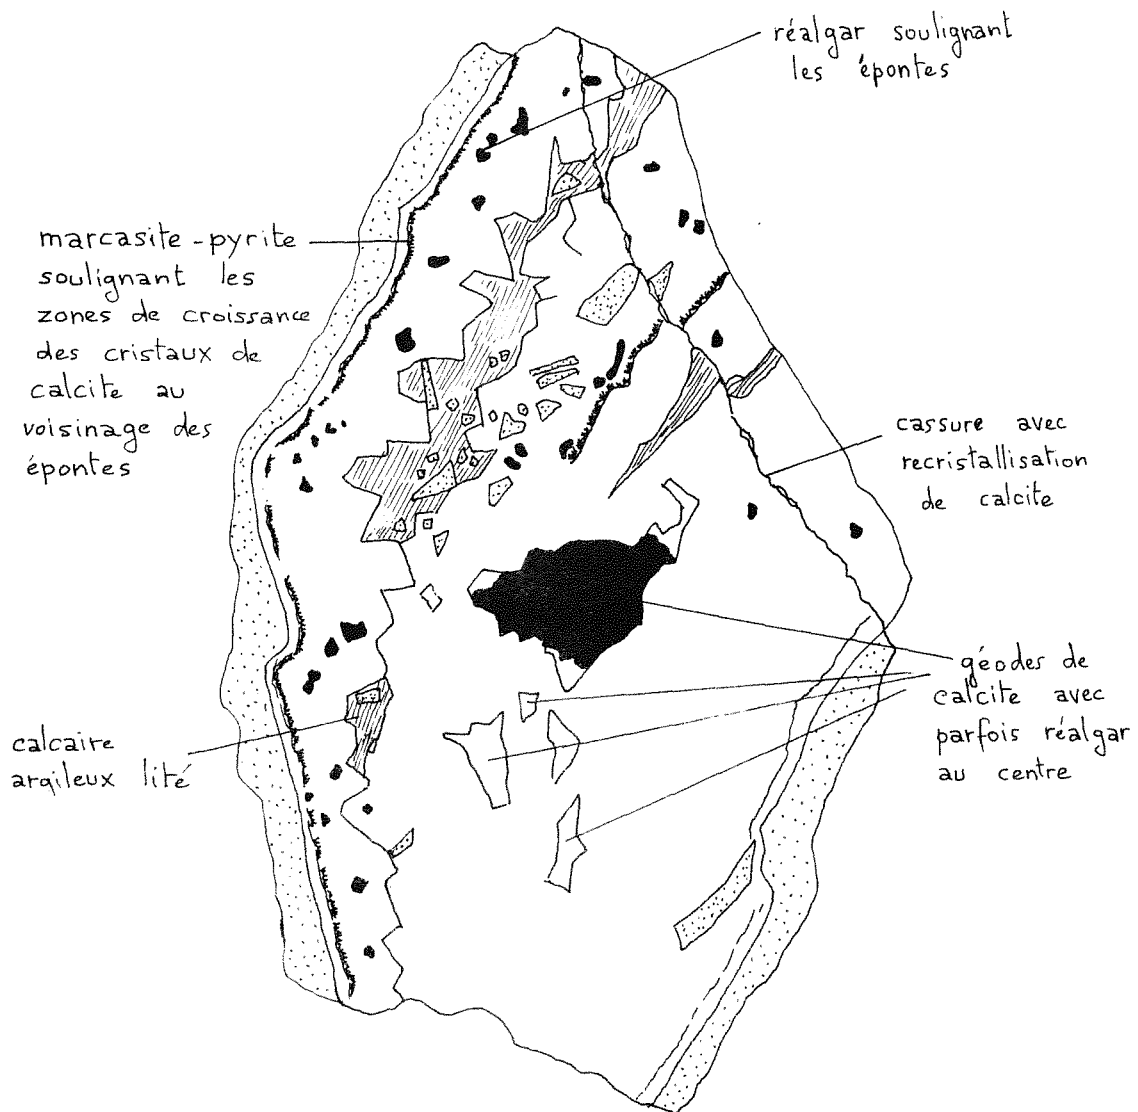 réalgar soulignant
les épontes
marcasite-pyrite
soulignant les
zones de croissance
des cristaux de
calcite au
voisinage des
épontes
cassure avec
recristallisation
de calcite
géodes de
calcite avec
parfois réalgar
au centre
calcaire
argileux lité